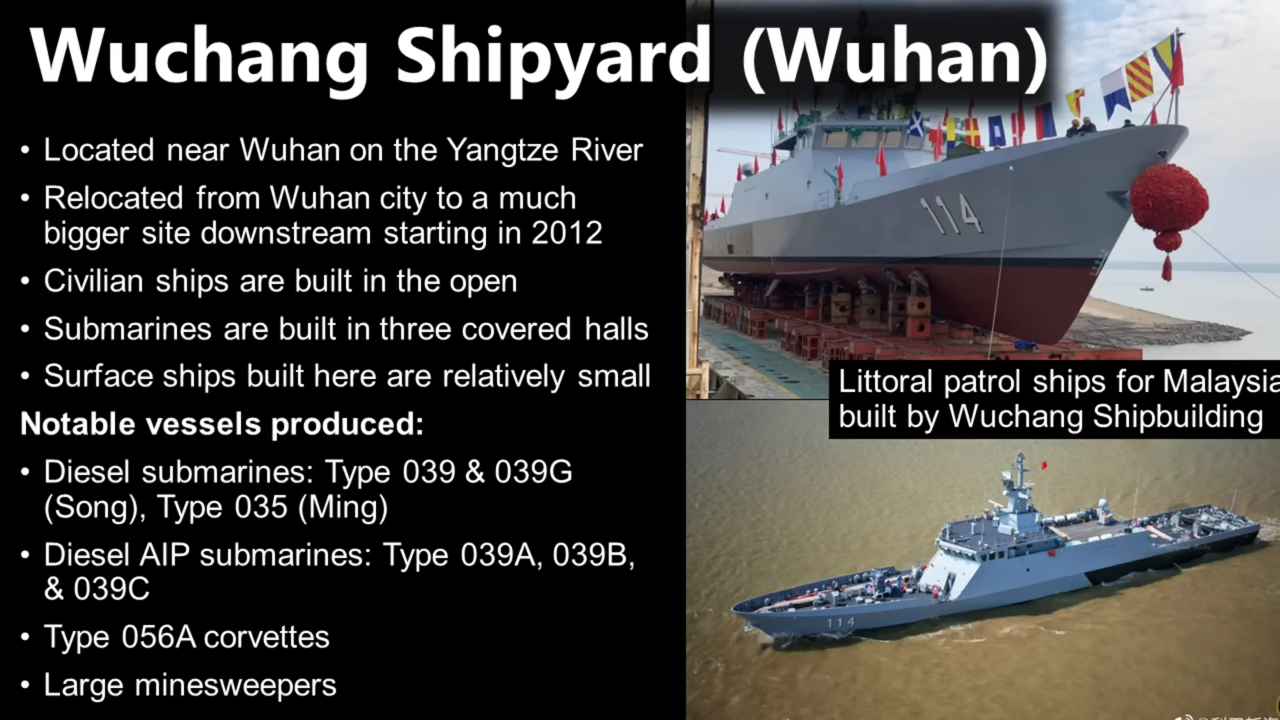 Wuchang Shipyard (Wuhan)
• Located near Wuhan on the Yangtze River
• Relocated from Wuhan city to a much
bigger site downstream starting in 2012
• Civilian ships are built in the open
• Submarines are built in three covered halls
• Surface ships built here are relatively small
Notable vessels produced:
• Diesel submarines: Type 039 & 039G
(Song), Type 035 (Ming)
• Diesel AIP submarines: Type 039A, 039B,
& 039C
• Type 056A corvettes
• Large minesweepers
114
Littoral patrol ships for Malaysia
built by Wuchang Shipbuilding
114